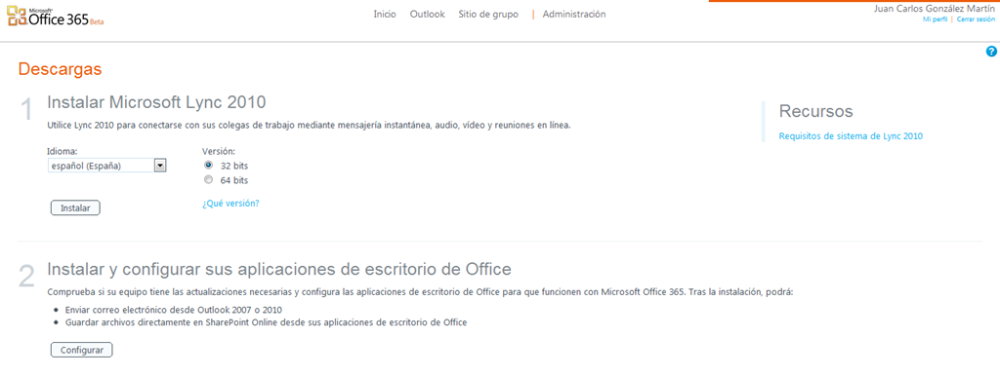 Microsoft
Office 365 Beta
Inicio Outlook Sitio de grupo | Administración
Juan Carlos González Martín
Mi perfil | Cerrar sesión
?
Descargas
1 Instalar Microsoft Lync 2010
Utilice Lync 2010 para conectarse con sus colegas de trabajo mediante mensajería instantánea, audio, vídeo y reuniones en línea.
Idioma: Versión:
español (España) 32 bits
64 bits
¿Qué versión?
Instalar
Recursos
Requisitos de sistema de Lync 2010
2 Instalar y configurar sus aplicaciones de escritorio de Office
Comprueba si su equipo tiene las actualizaciones necesarias y configura las aplicaciones de escritorio de Office para que funcionen con Microsoft Office 365. Tras la instalación, podrá:
• Enviar correo electrónico desde Outlook 2007 o 2010
• Guardar archivos directamente en SharePoint Online desde sus aplicaciones de escritorio de Office
Configurar